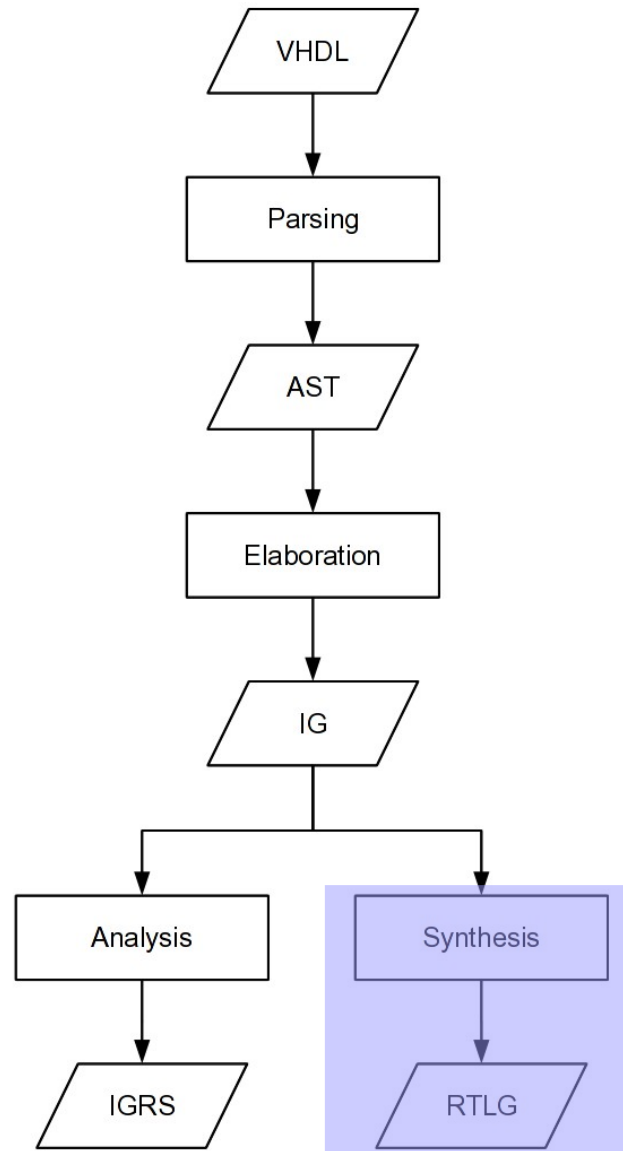 VHDL
Parsing
AST
Elaboration
IG
Analysis
Synthesis
IGRS
RTLG